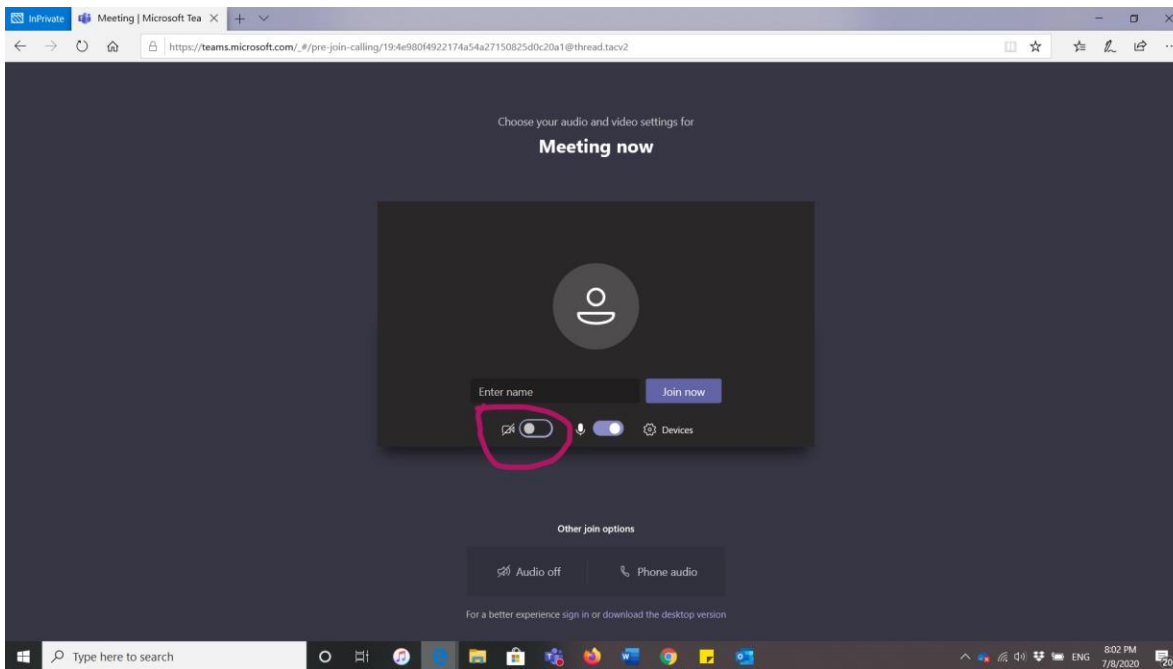 InPrivate
Meeting | Microsoft Tea
https://teams.microsoft.com/_#/pre-join-calling/19:4e980f4922174a54a27150825d0c20a1@thread.tacv2
Choose your audio and video settings for
Meeting now
Enter name
Join now
Devices
Other join options
Audio off
Phone audio
For a better experience sign in or download the desktop version
Type here to search
ENG
8:02 PM
7/8/2020